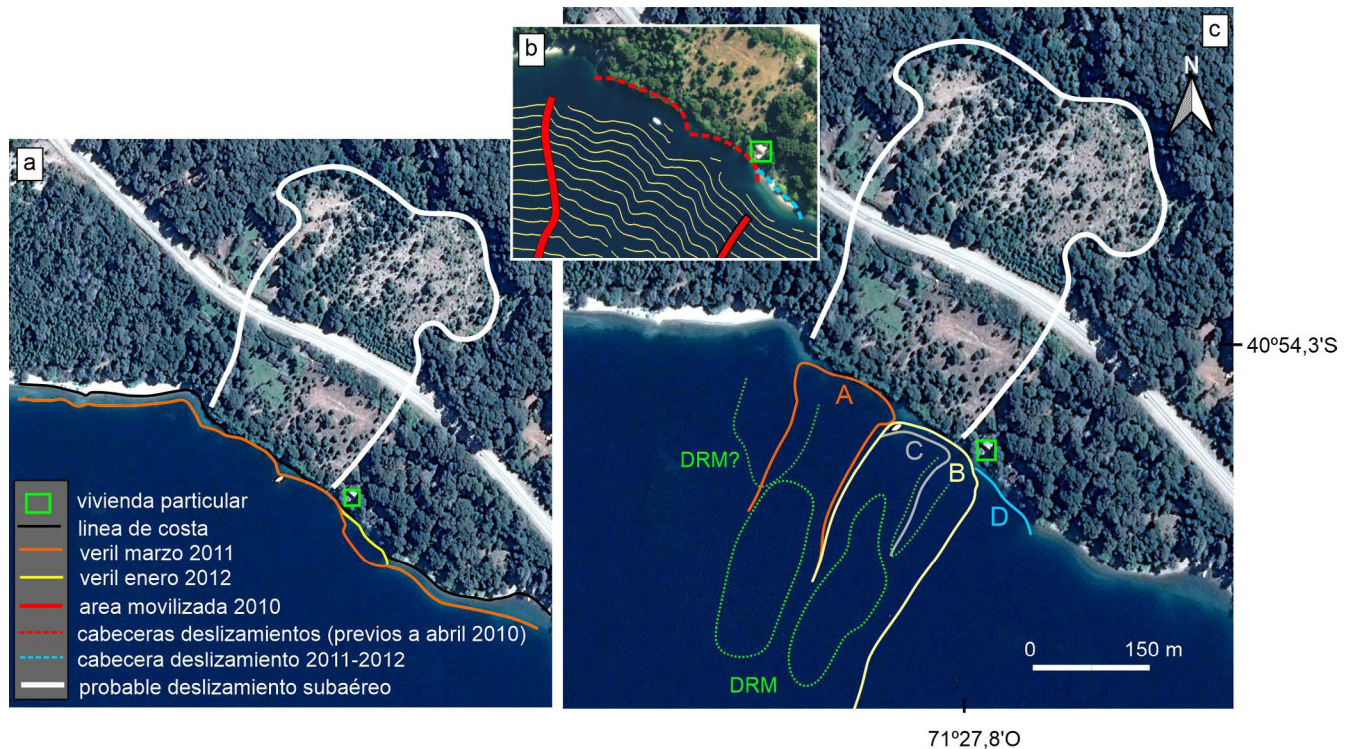 a
vivienda particular
linea de costa
veril marzo 2011
veril enero 2012
area movilizada 2010
cabeceras deslizamientos (previos a abril 2010)
cabecera deslizamiento 2011-2012
probable deslizamiento subaéreo
b
c
N
40º54,3'S
A
C
B
D
DRM?
DRM
0 150 m
71º27,8'O